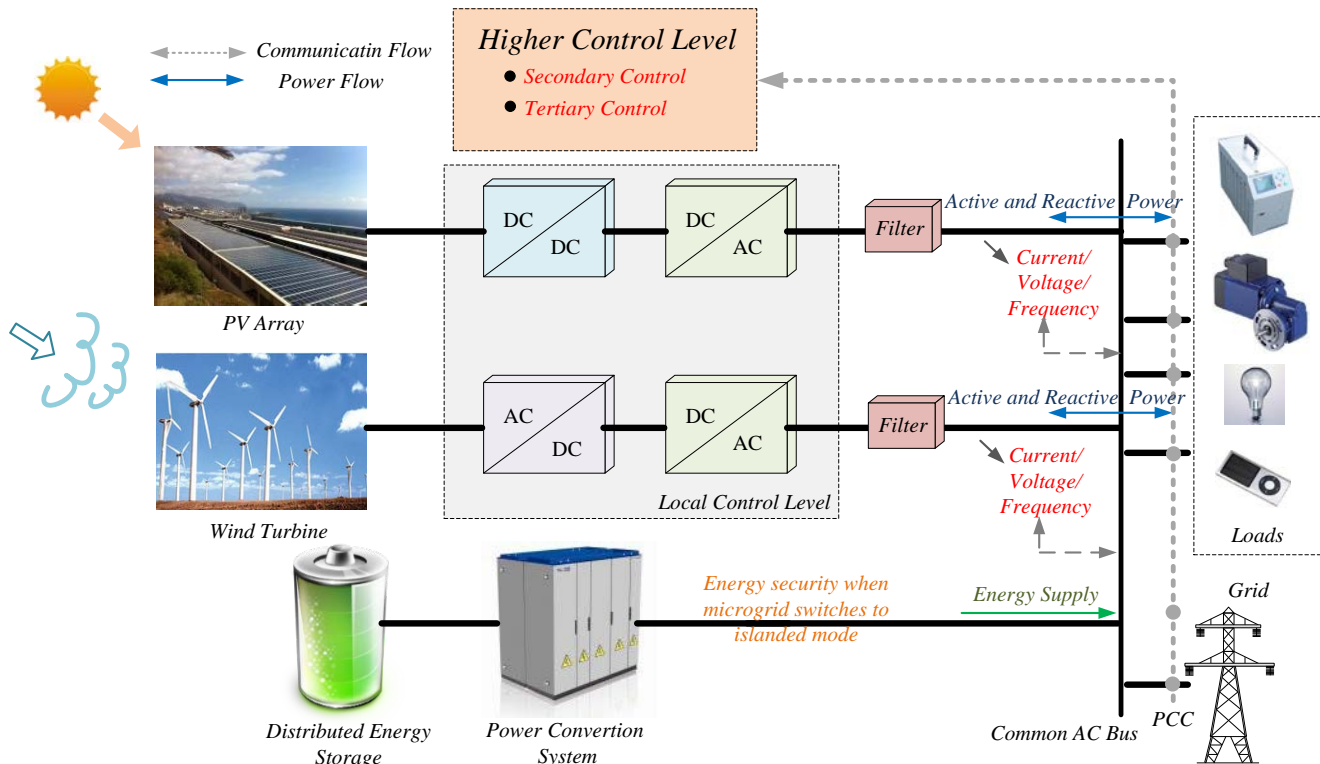 Communicatin Flow
Power Flow
Higher Control Level
Secondary Control
Tertiary Control
PV Array
DC
DC
DC
AC
Filter
Active and Reactive Power
Current/
Voltage/
Frequency
Wind Turbine
AC
DC
DC
AC
Local Control Level
Filter
Active and Reactive Power
Current/
Voltage/
Frequency
Loads
Distributed Energy
Storage
Power Convertion
System
Energy security when
microgrid switches to
islanded mode
Energy Supply
Common AC Bus
PCC
Grid